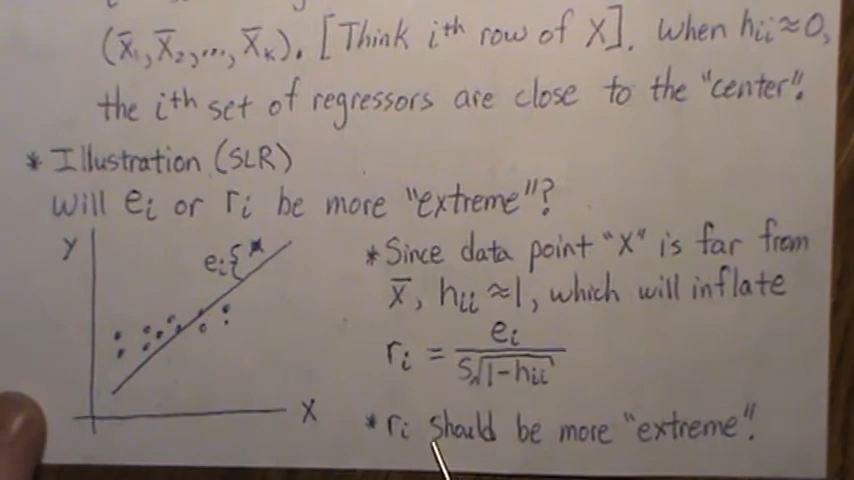 (x̄₁, x̄₂, ..., x̄ₖ). [Think iᵗʰ row of X]. When hᵢᵢ≈0,
the iᵗʰ set of regressors are close to the "center".
* Illustration (SLR)
Will eᵢ or rᵢ be more "extreme"?
Y
eᵢ{
X
* Since data point "X" is far from
x̄, hᵢᵢ≈1, which will inflate
rᵢ = eᵢ / s√1-hᵢᵢ
* rᵢ should be more "extreme".